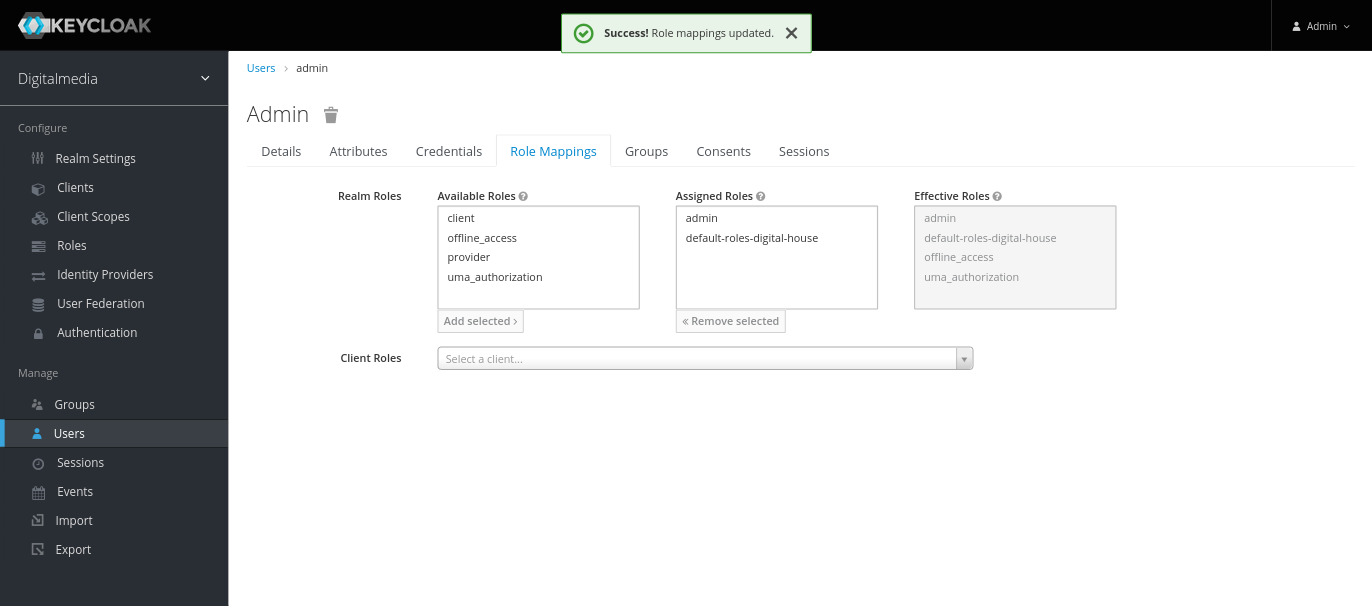 KEYCLOAK
Success! Role mappings updated.
Admin
Digitalmedia
Configure
Realm Settings
Clients
Client Scopes
Roles
Identity Providers
User Federation
Authentication
Manage
Groups
Users
Sessions
Events
Import
Export
Users › admin
Admin
Details Attributes Credentials Role Mappings Groups Consents Sessions
Realm Roles
Available Roles
client
offline_access
provider
uma_authorization
Add selected ›
Assigned Roles
admin
default-roles-digital-house
« Remove selected
Effective Roles
admin
default-roles-digital-house
offline_access
uma_authorization
Client Roles
Select a client...